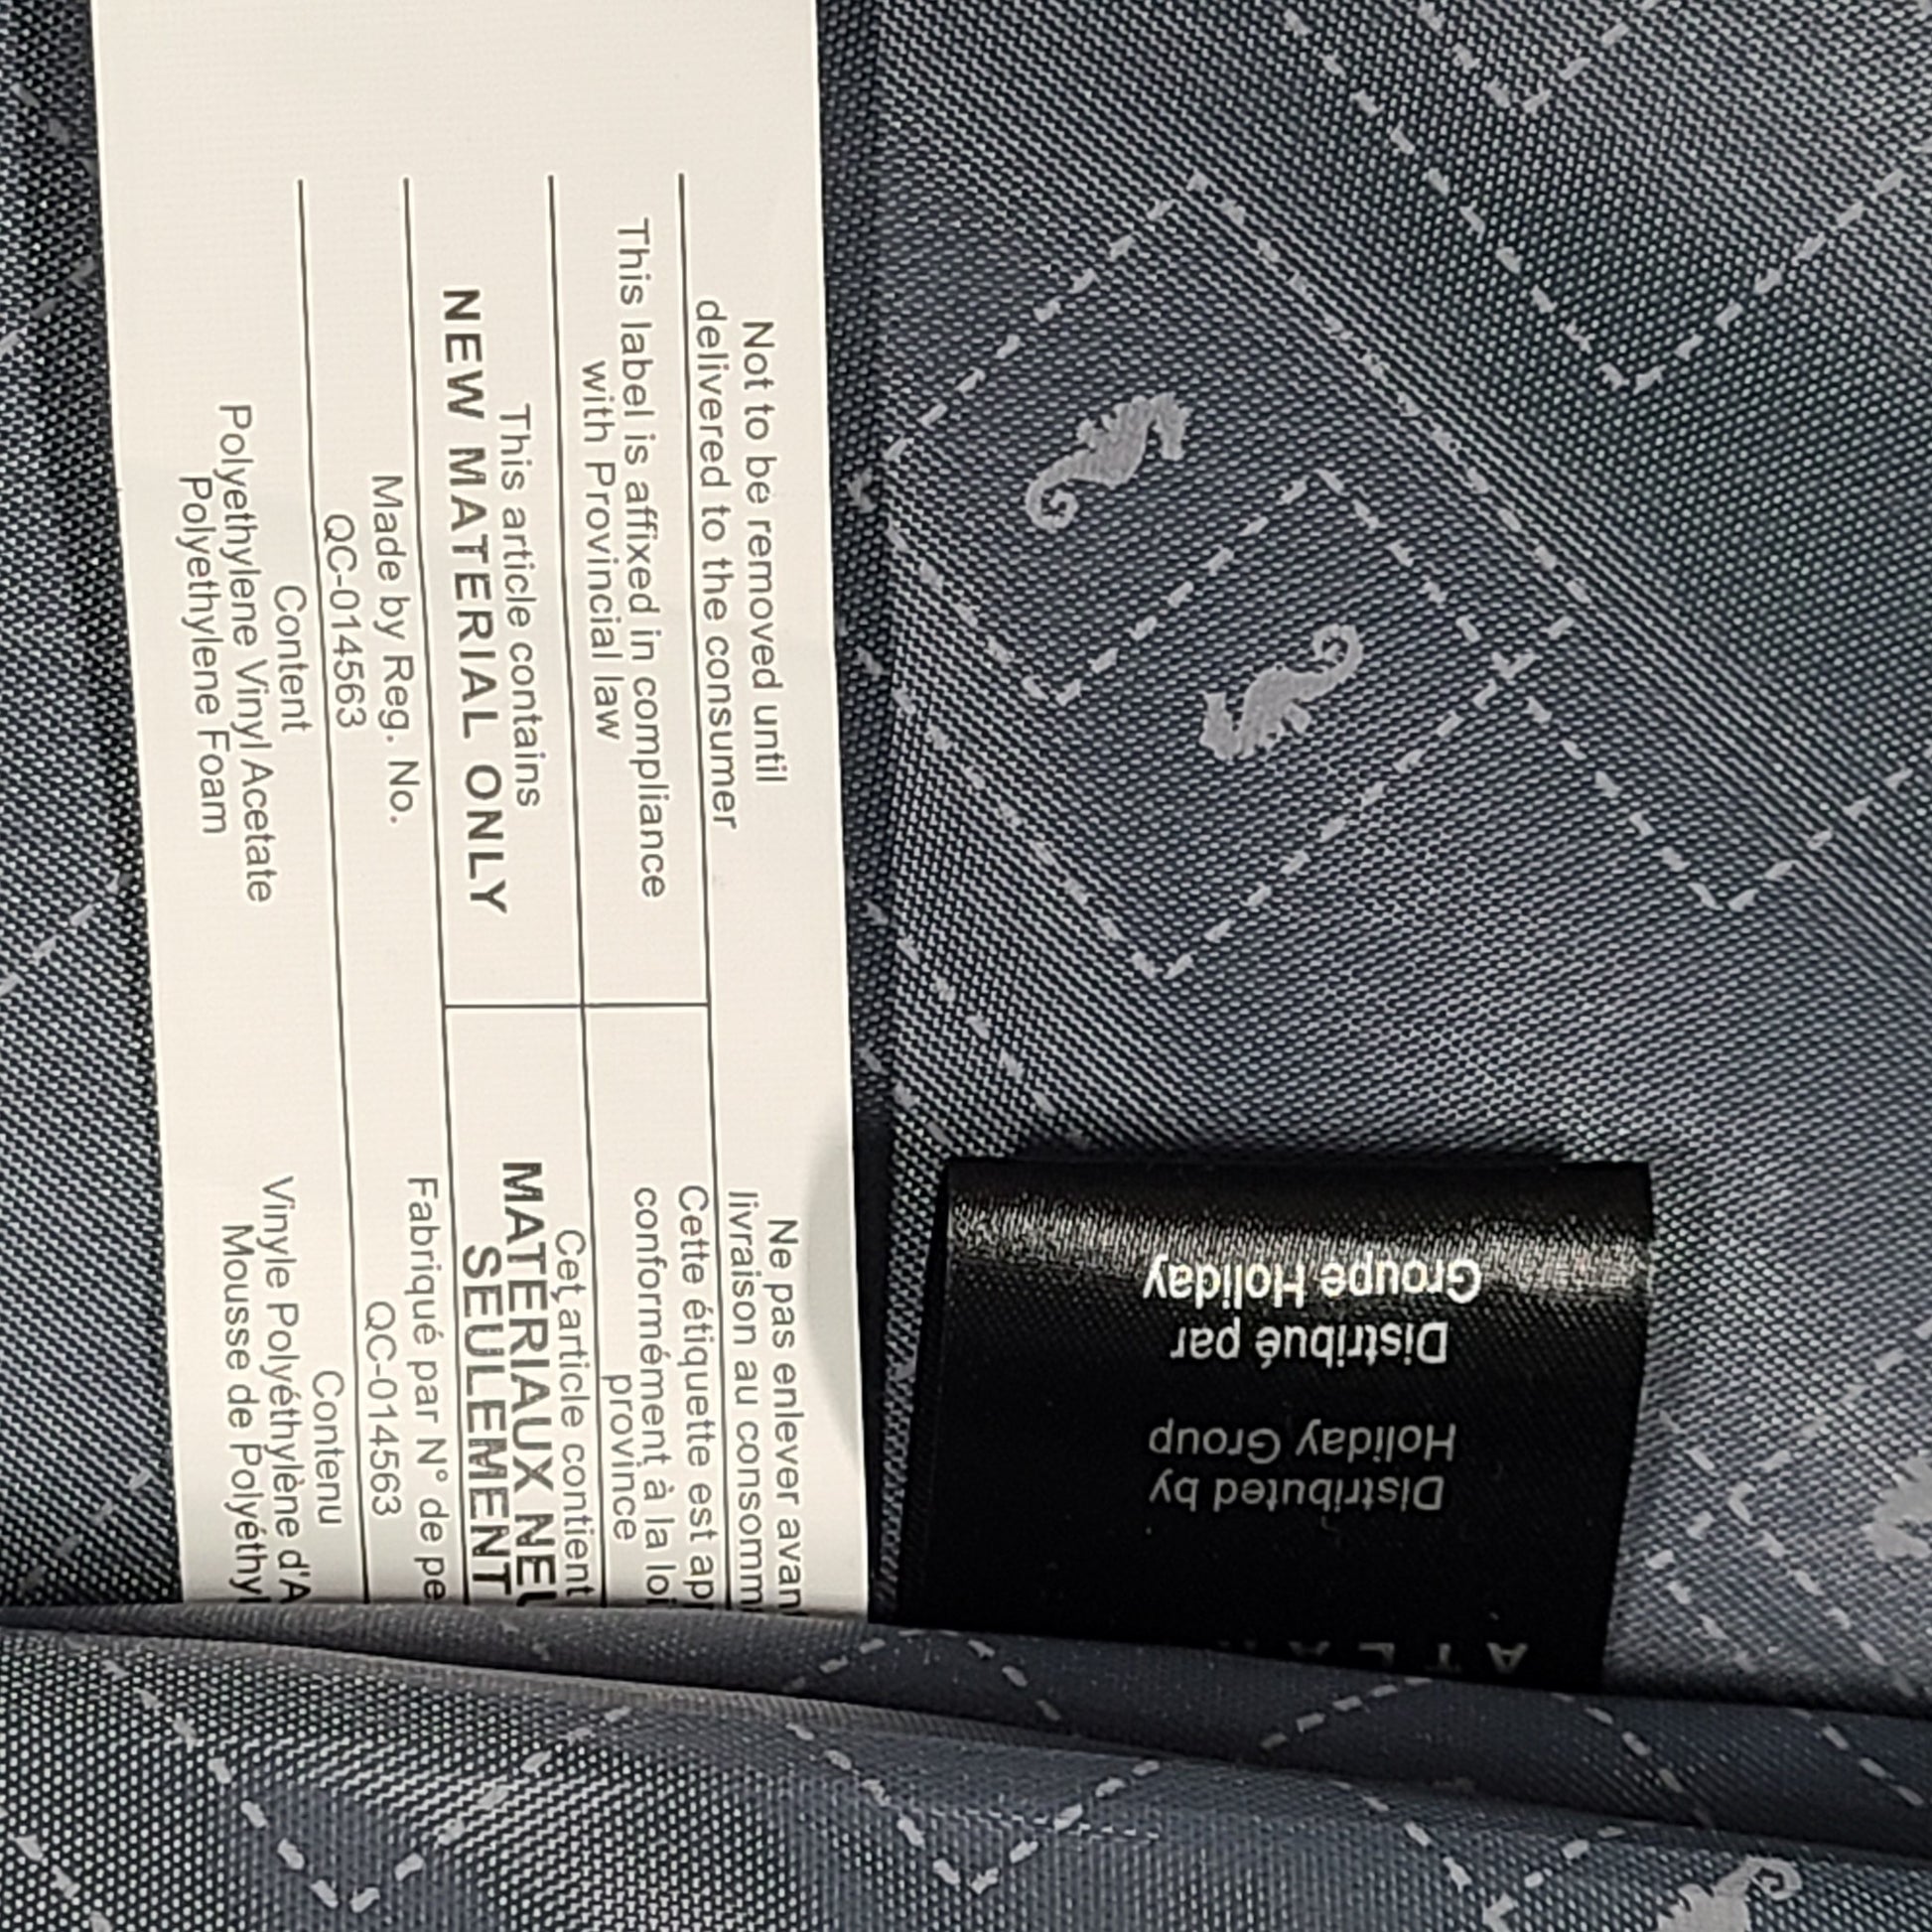 Not to be removed until
delivered to the consumer
This label is affixed in compliance
with Provincial law
This article contains
NEW MATERIAL ONLY
Made by Reg. No.
QC-014563
Content
Polyethylene Vinyl Acetate
Polyethylene Foam
Ne pas enlever avan
livraison au consomm
Cette étiquette est ap
conformément à la loi
province
Cet article contient
MATERIAUX NEU
SEULEMENT
Fabriqué par N° de pe
QC-014563
Contenu
Vinyle Polyéthylène d'A
Mousse de Polyéthyl
Distributed by
Holiday Group
Distribué par
Groupe Holiday